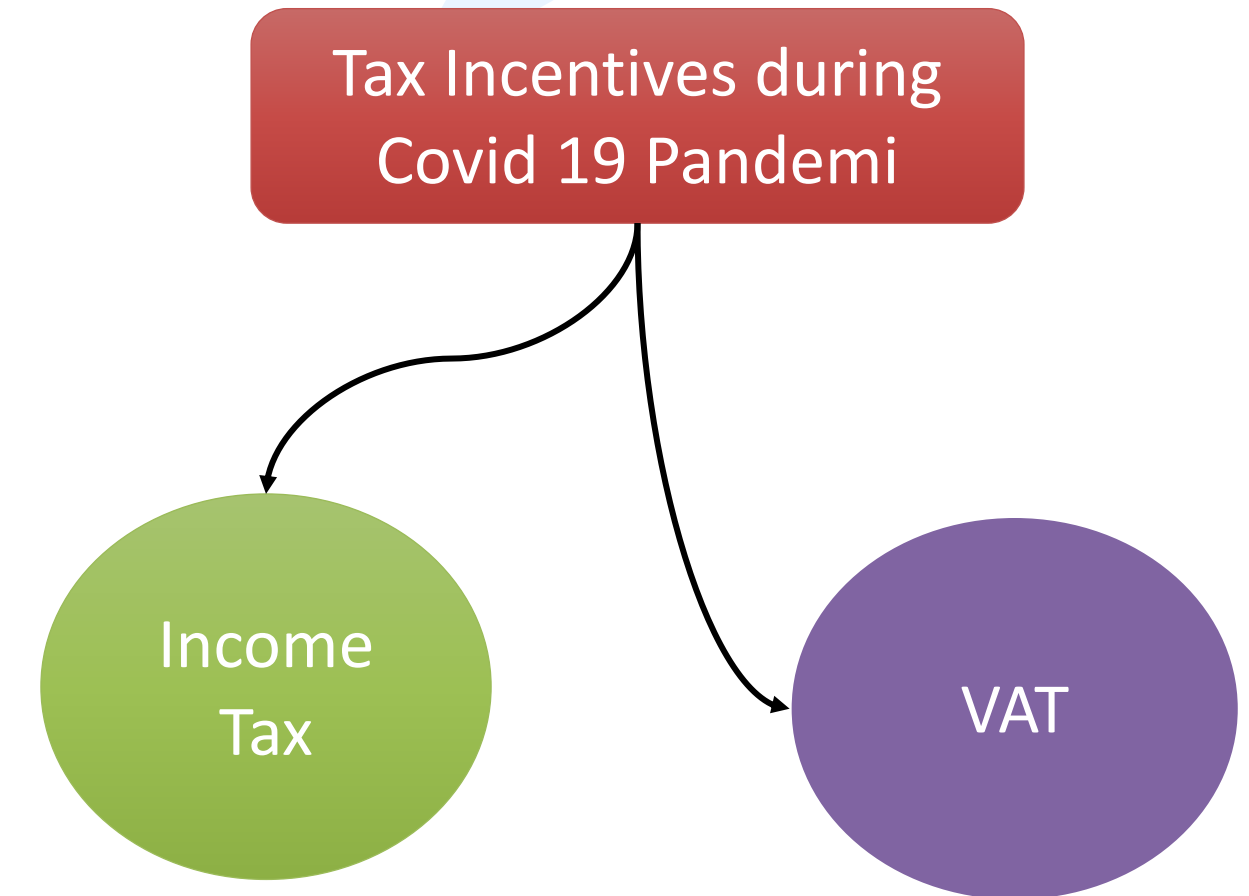 Tax Incentives during
Covid 19 Pandemi
Income
Tax
VAT